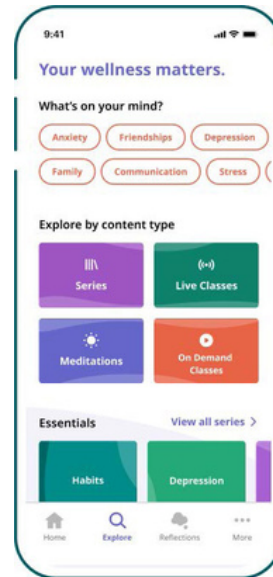 9:41
Your wellness matters.
What's on your mind?
Anxiety Friendships Depression
Family Communication Stress
Explore by content type
Series Live Classes
Meditations On Demand
Classes
Essentials View all series >
Habits Depression
Home Explore Reflections More